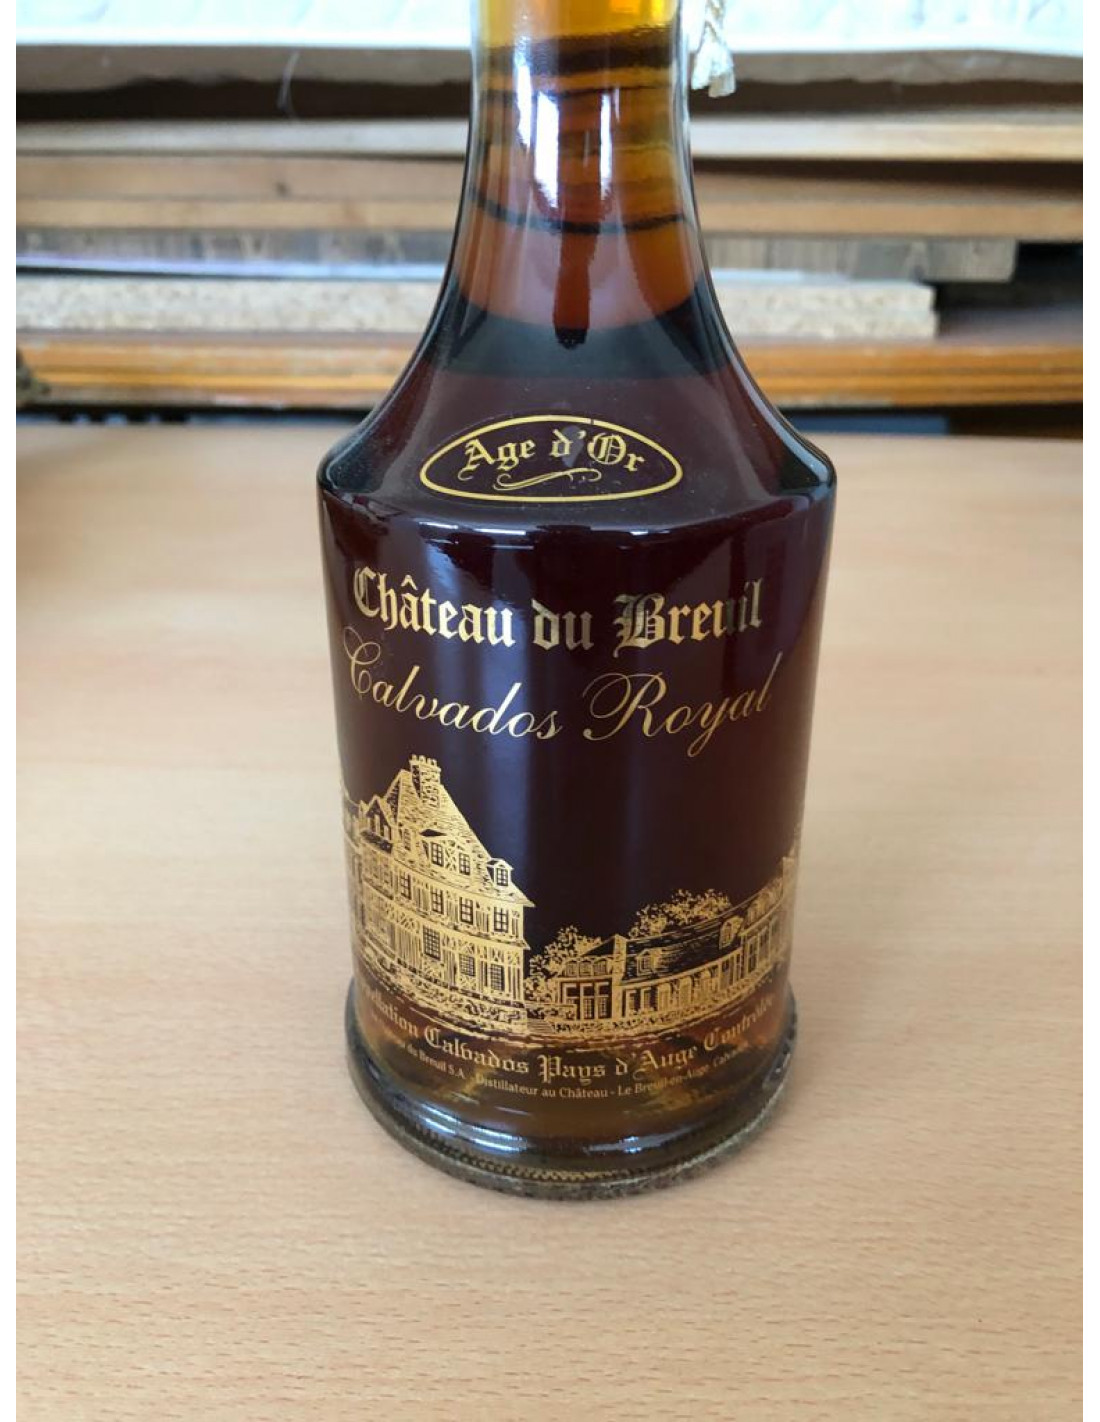 Age d'Or
Château du Breuil
Calvados Royal
Calvados Pays d'Auge Contrôlée
du Breuil S.A - Distillateur au Château - Le Breuil-en-Auge Calvados